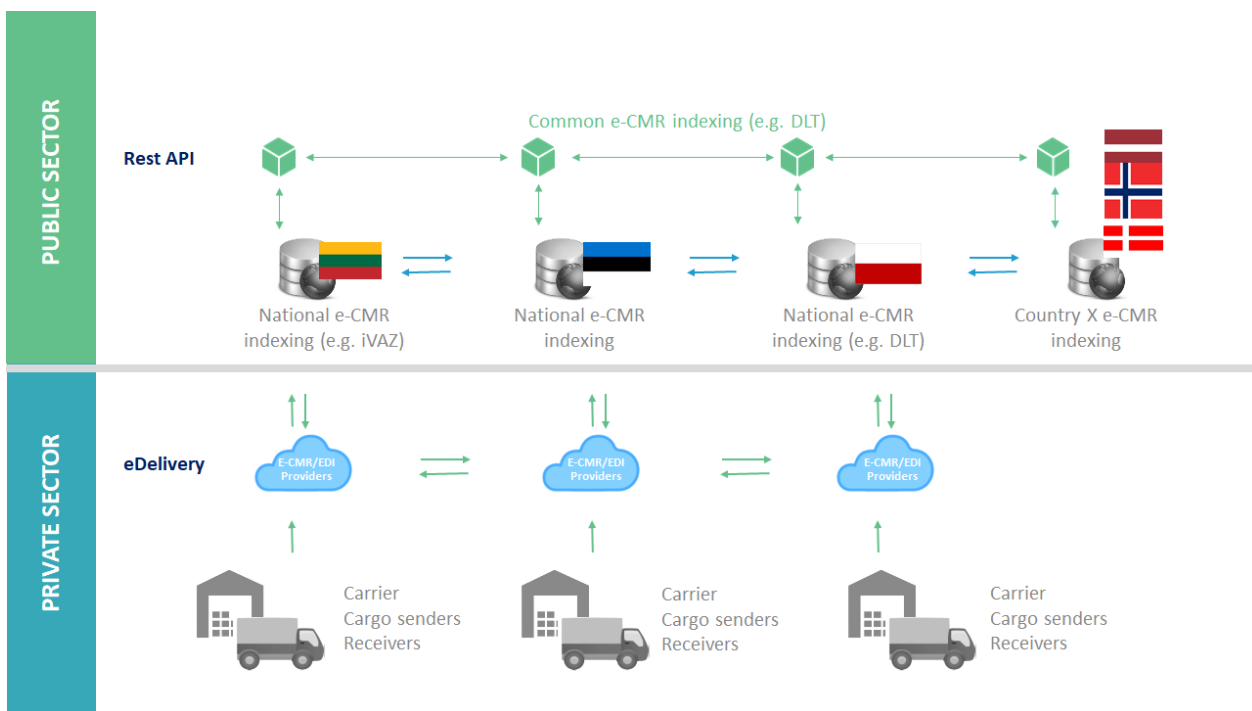 PUBLIC SECTOR
Common e-CMR indexing (e.g. DLT)
Rest API
National e-CMR
indexing (e.g. iVAZ)
National e-CMR
indexing
National e-CMR
indexing (e.g. DLT)
Country X e-CMR
indexing
PRIVATE SECTOR
eDelivery
E-CMR/EDI
Providers
E-CMR/EDI
Providers
E-CMR/EDI
Providers
Carrier
Cargo senders
Receivers
Carrier
Cargo senders
Receivers
Carrier
Cargo senders
Receivers